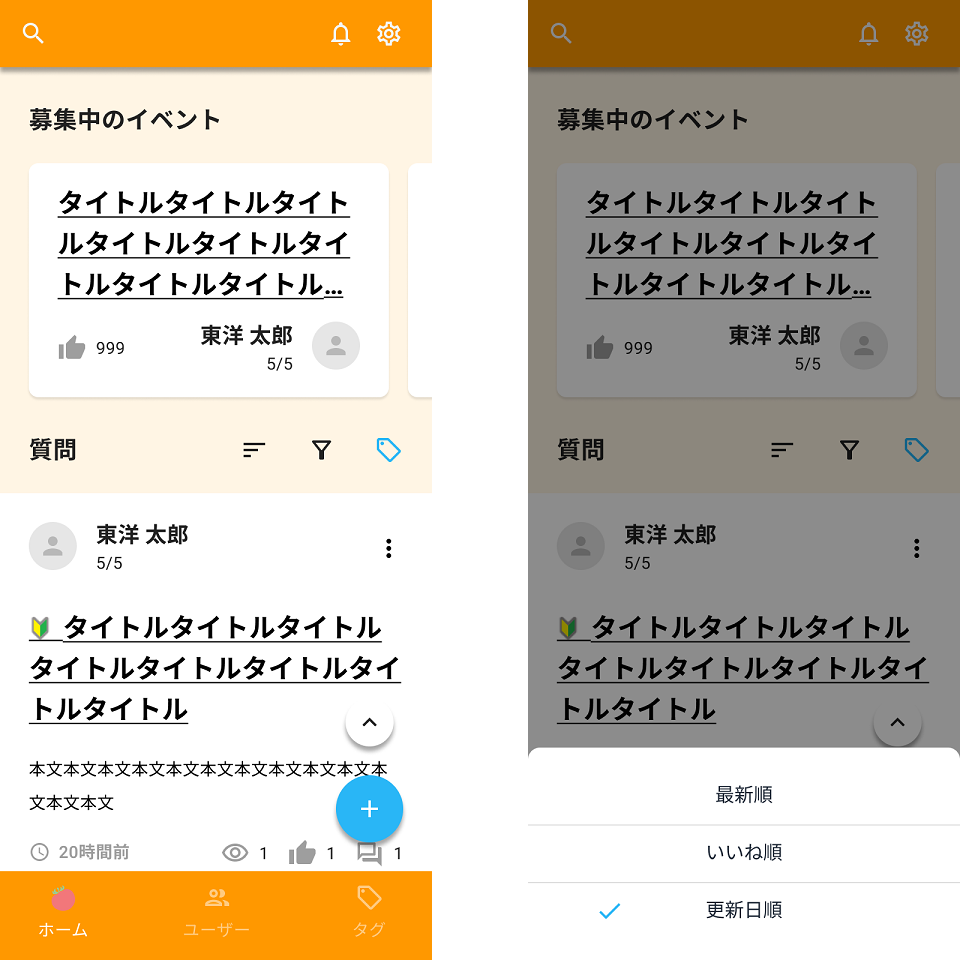 募集中のイベント
タイトルタイトルタイト
ルタイトルタイトルタイ
トルタイトルタイトル...
999
東洋 太郎
5/5
質問
東洋 太郎
5/5
タイトルタイトルタイトル
タイトルタイトルタイトルタイ
トルタイトル
本文本文本文本文本文本文本文本文本文本文本
文本文本文
20時間前
1
1
1
ホーム
ユーザー
タグ
募集中のイベント
タイトルタイトルタイト
ルタイトルタイトルタイ
トルタイトルタイトル...
999
東洋 太郎
5/5
質問
東洋 太郎
5/5
タイトルタイトルタイトル
タイトルタイトルタイトルタイ
トルタイトル
最新順
いいね順
更新日順